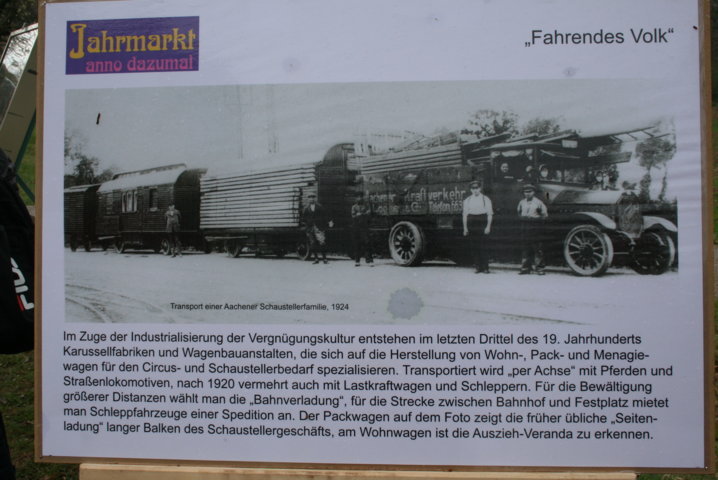 Jahrmarkt
anno dazumal
„Fahrendes Volk“
Kraftverkehr
Transport einer Aachener Schaustellerfamilie, 1924
Im Zuge der Industrialisierung der Vergnügungskultur entstehen im letzten Drittel des 19. Jahrhunderts
Karussellfabriken und Wagenbauanstalten, die sich auf die Herstellung von Wohn-, Pack- und Menagie-
wagen für den Circus- und Schaustellerbedarf spezialisieren. Transportiert wird „per Achse“ mit Pferden und
Straßenlokomotiven, nach 1920 vermehrt auch mit Lastkraftwagen und Schleppern. Für die Bewältigung
größerer Distanzen wählt man die „Bahnverladung“, für die Strecke zwischen Bahnhof und Festplatz mietet
man Schleppfahrzeuge einer Spedition an. Der Packwagen auf dem Foto zeigt die früher übliche „Seiten-
ladung“ langer Balken des Schaustellergeschäfts, am Wohnwagen ist die Auszieh-Veranda zu erkennen.
FILA